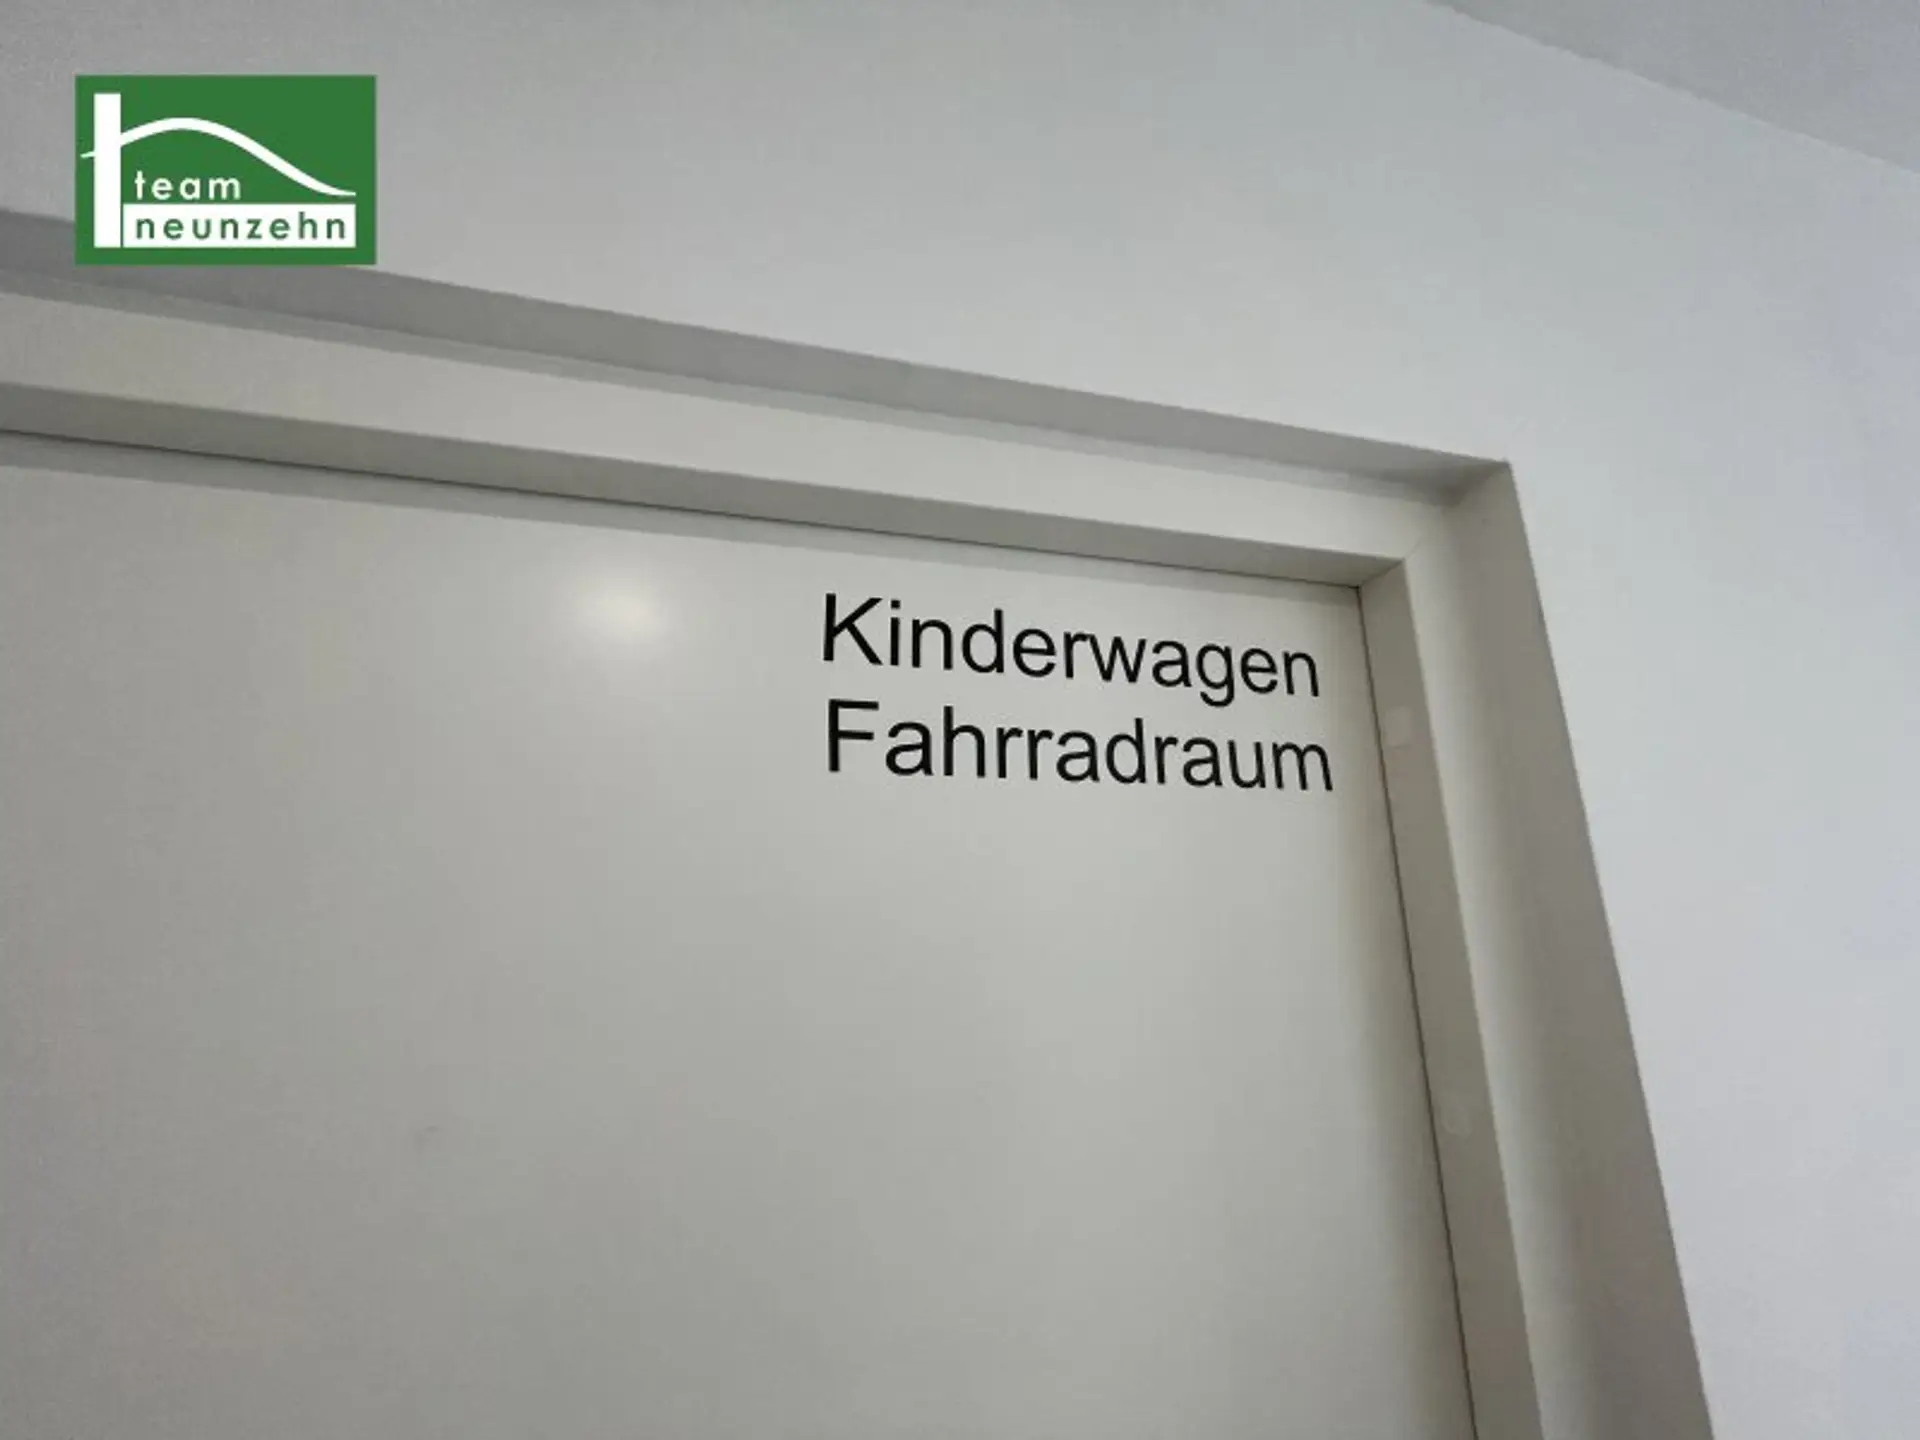 team
neunzehn
Kinderwagen
Fahrradraum